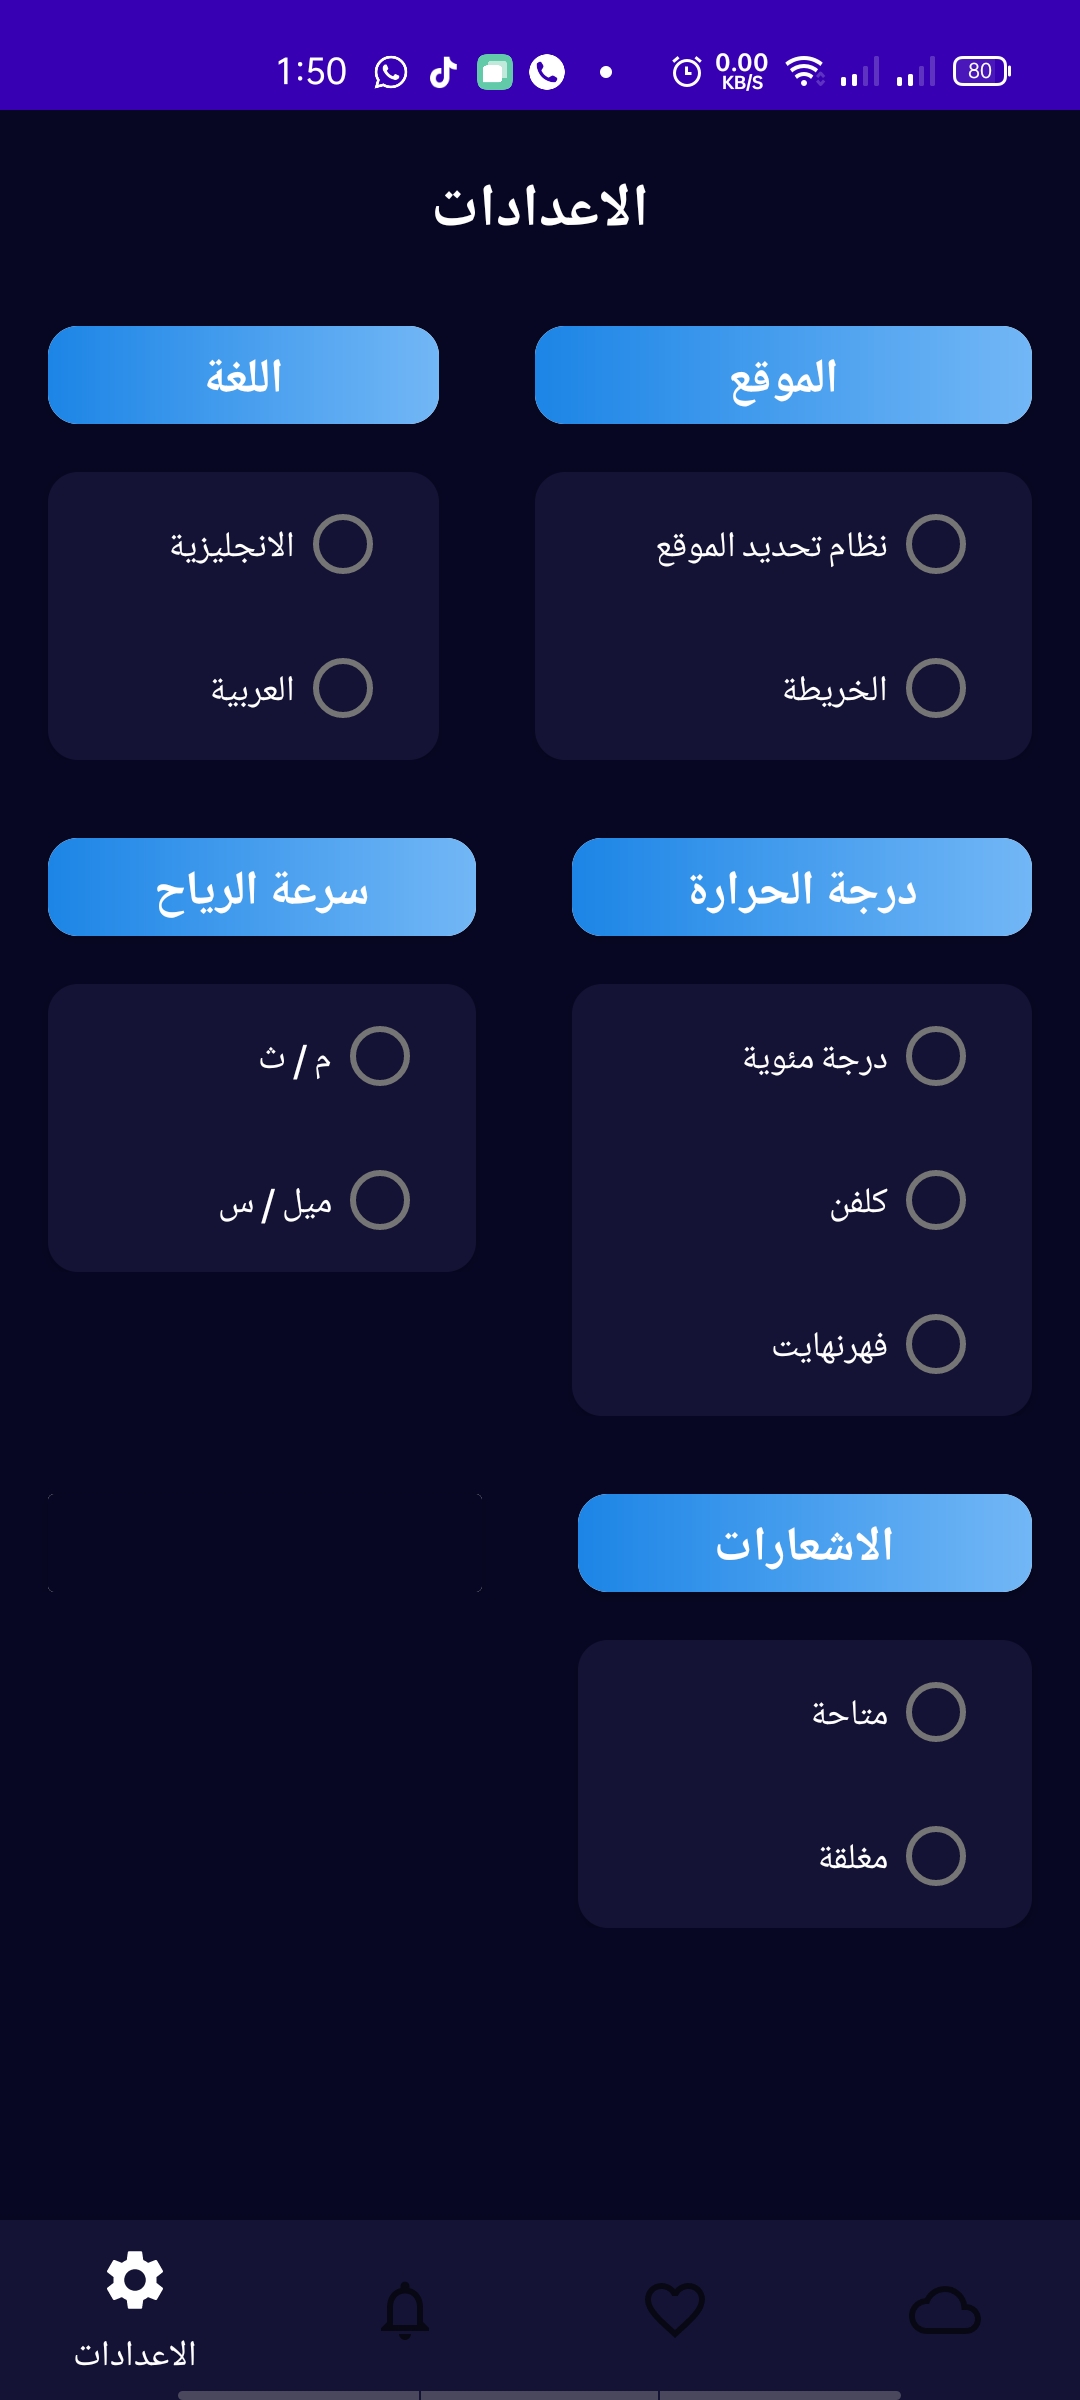 1:50 0.00 KB/S 80
الاعدادات
الموقع
اللغة
نظام تحديد الموقع
الانجليزية
الخريطة
العربية
درجة الحرارة
سرعة الرياح
درجة مئوية
م / ث
كلفن
ميل / س
فهرنهايت
الاشعارات
متاحة
مغلقة
الاعدادات